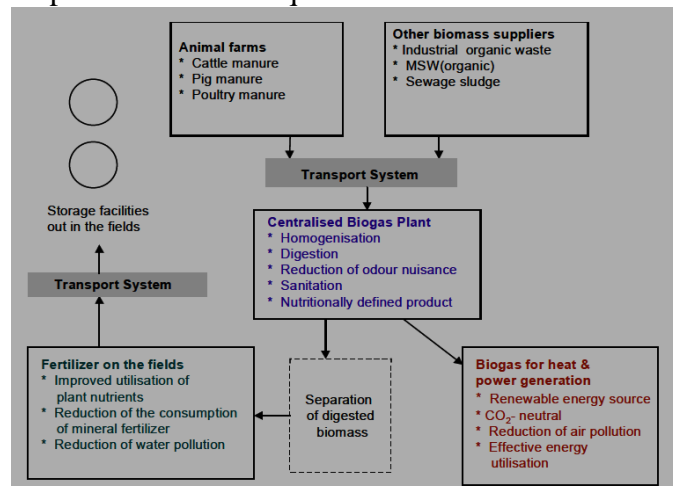 Animal farms
* Cattle manure
* Pig manure
* Poultry manure
Other biomass suppliers
* Industrial organic waste
* MSW(organic)
* Sewage sludge
Transport System
Storage facilities
out in the fields
Centralised Biogas Plant
* Homogenisation
* Digestion
* Reduction of odour nuisance
* Sanitation
* Nutritionally defined product
Transport System
Fertilizer on the fields
* Improved utilisation of
plant nutrients
* Reduction of the consumption
of mineral fertilizer
* Reduction of water pollution
Separation
of digested
biomass
Biogas for heat &
power generation
* Renewable energy source
* CO₂- neutral
* Reduction of air pollution
* Effective energy
utilisation